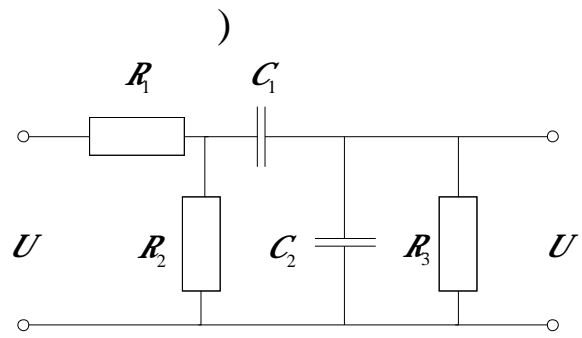 )
R₁ C₁
U R₂ C₂ R₃ U